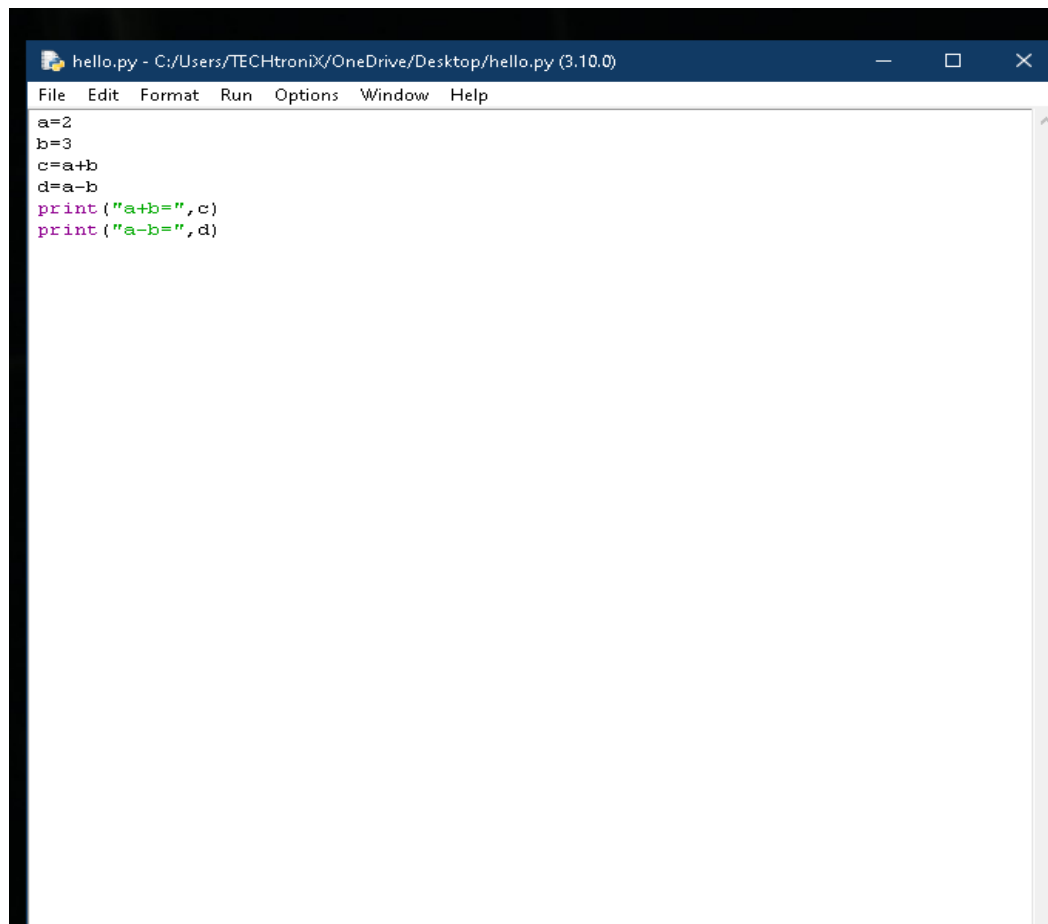 hello.py - C:/Users/TECHtroniX/OneDrive/Desktop/hello.py (3.10.0)
File Edit Format Run Options Window Help
a=2
b=3
c=a+b
d=a-b
print("a+b=",c)
print("a-b=",d)